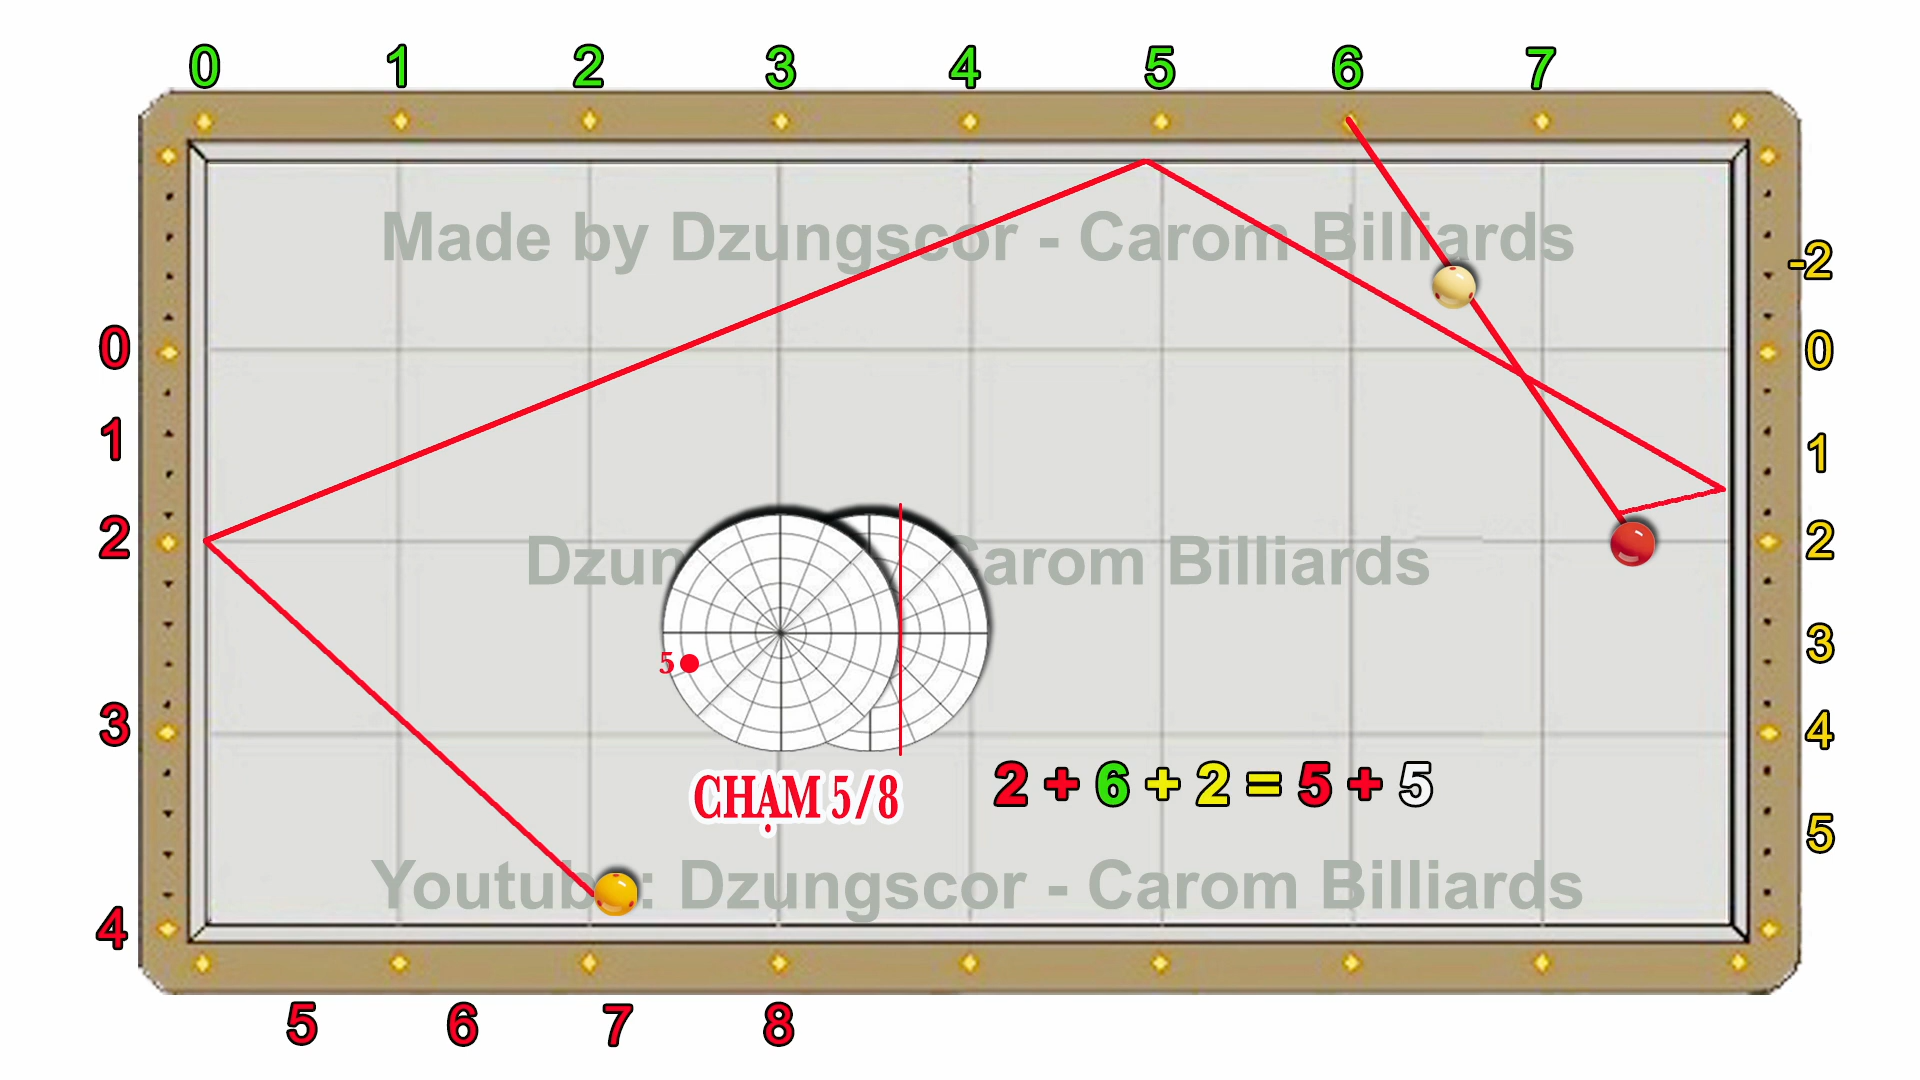 0 1 2 3 4 5 6 7
Made by Dzungscor - Carom Billiards
-2
0 0
1 1
2 2
Carom Billiards
3
5
3 4
CHẠM 5/8
2 + 6 + 2 = 5 + 5
5
Dzungscor - Carom Billiards
4
5 6 7 8